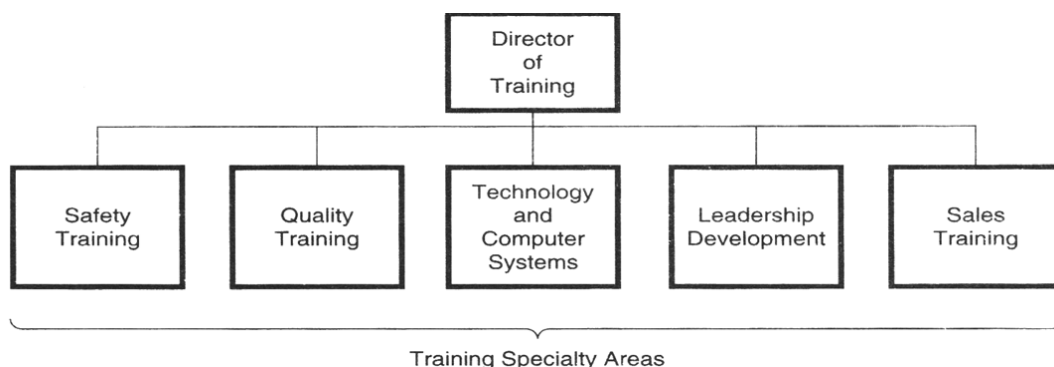 Director
of
Training
Safety
Training
Quality
Training
Technology
and
Computer
Systems
Leadership
Development
Sales
Training
Training Specialty Areas